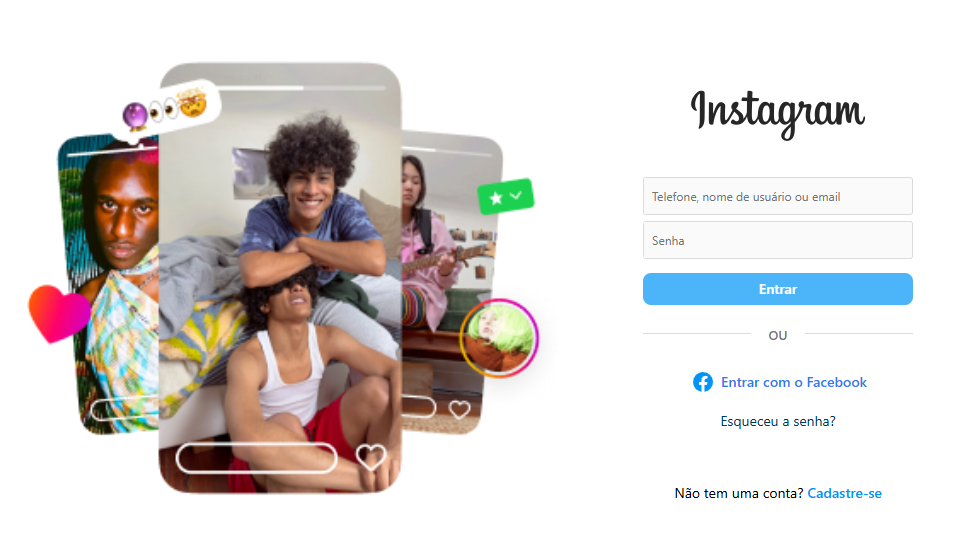 Instagram
Telefone, nome de usuário ou email
Senha
Entrar
OU
Entrar com o Facebook
Esqueceu a senha?
Não tem uma conta? Cadastre-se